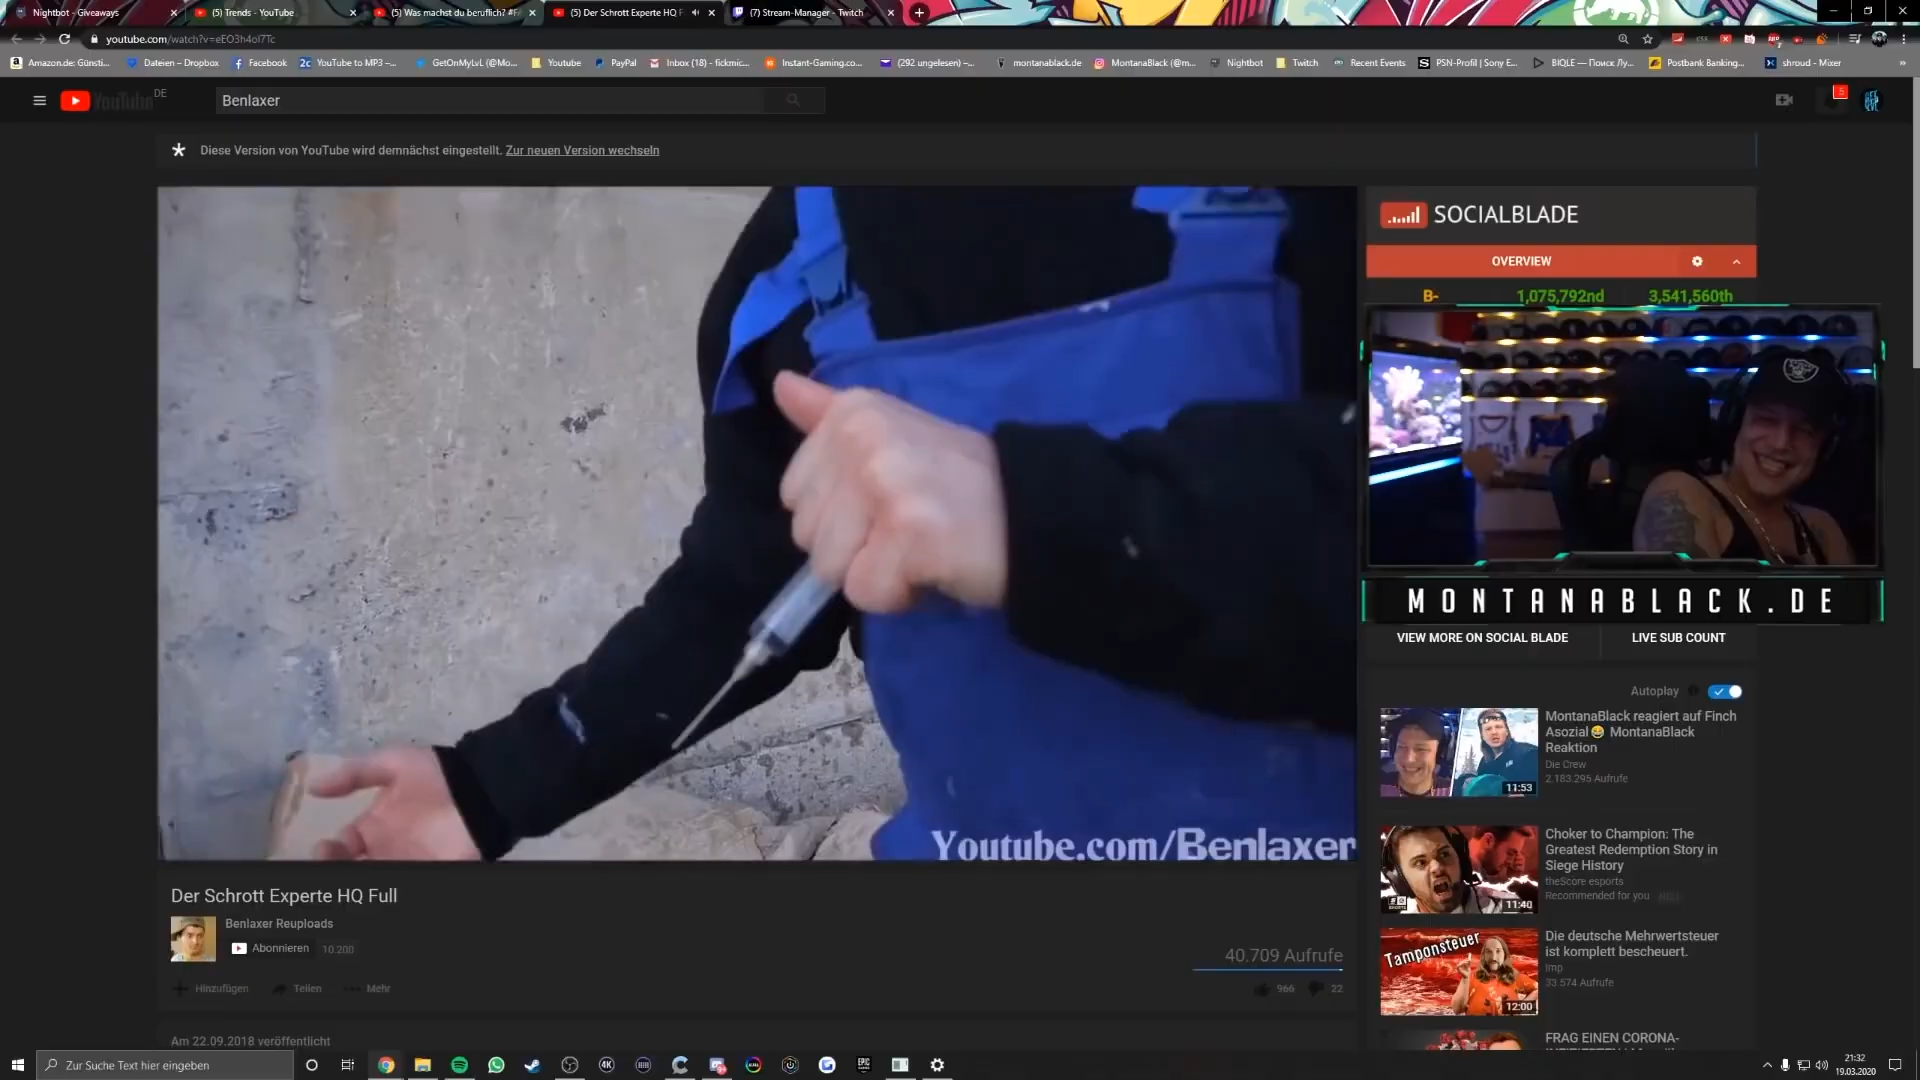 Nightbot - Giveaways
(5) Trends - YouTube
(5) Was machst du beruflich? #F
(5) Der Schrott Experte HQ F
(7) Stream-Manager - Twitch
youtube.com/watch?v=eEO3h4oI7Tc
Amazon.de: Günsti...
Dateien – Dropbox
Facebook
YouTube to MP3 –...
GetOnMyLvL (@Mo...
Youtube
PayPal
Inbox (18) - fickmic...
Instant-Gaming.co...
(292 ungelesen) –...
montanablack.de
MontanaBlack (@m...
Nightbot
Twitch
Recent Events
PSN-Profil | Sony E...
BIQLE — Поиск Лу...
Postbank Banking...
shroud - Mixer
YouTube DE
Benlaxer
5
Diese Version von YouTube wird demnächst eingestellt. Zur neuen Version wechseln
SOCIALBLADE
OVERVIEW
B-
1,075,792nd
3,541,560th
MONTANABLACK.DE
VIEW MORE ON SOCIAL BLADE
LIVE SUB COUNT
Autoplay
MontanaBlack reagiert auf Finch
Asozial😂 MontanaBlack
Reaktion
Die Crew
2.183.295 Aufrufe
11:53
Choker to Champion: The
Greatest Redemption Story in
Siege History
theScore esports
Recommended for you
11:40
Tamponsteuer
Die deutsche Mehrwertsteuer
ist komplett bescheuert.
Imp
33 574 Aufrufe
12:00
FRAG EINEN CORONA-
Youtube.com/Benlaxer
Der Schrott Experte HQ Full
Benlaxer Reuploads
Abonnieren 10.200
40.709 Aufrufe
Hinzufügen
Teilen
Mehr
966
22
Am 22.09.2018 veröffentlicht
Zur Suche Text hier eingeben
4K
21:32
19.03.2020